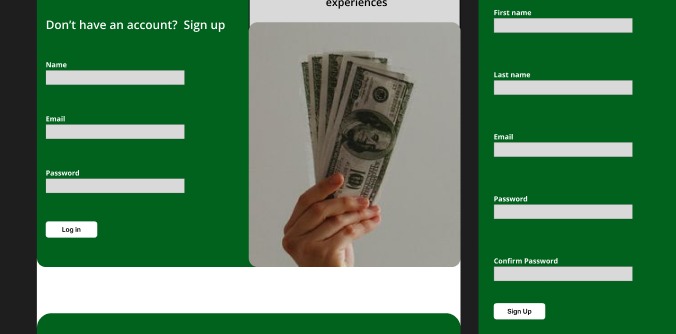 experiences
Don't have an account? Sign up
Name
Email
Password
Log in
First name
Last name
Email
Password
Confirm Password
Sign Up